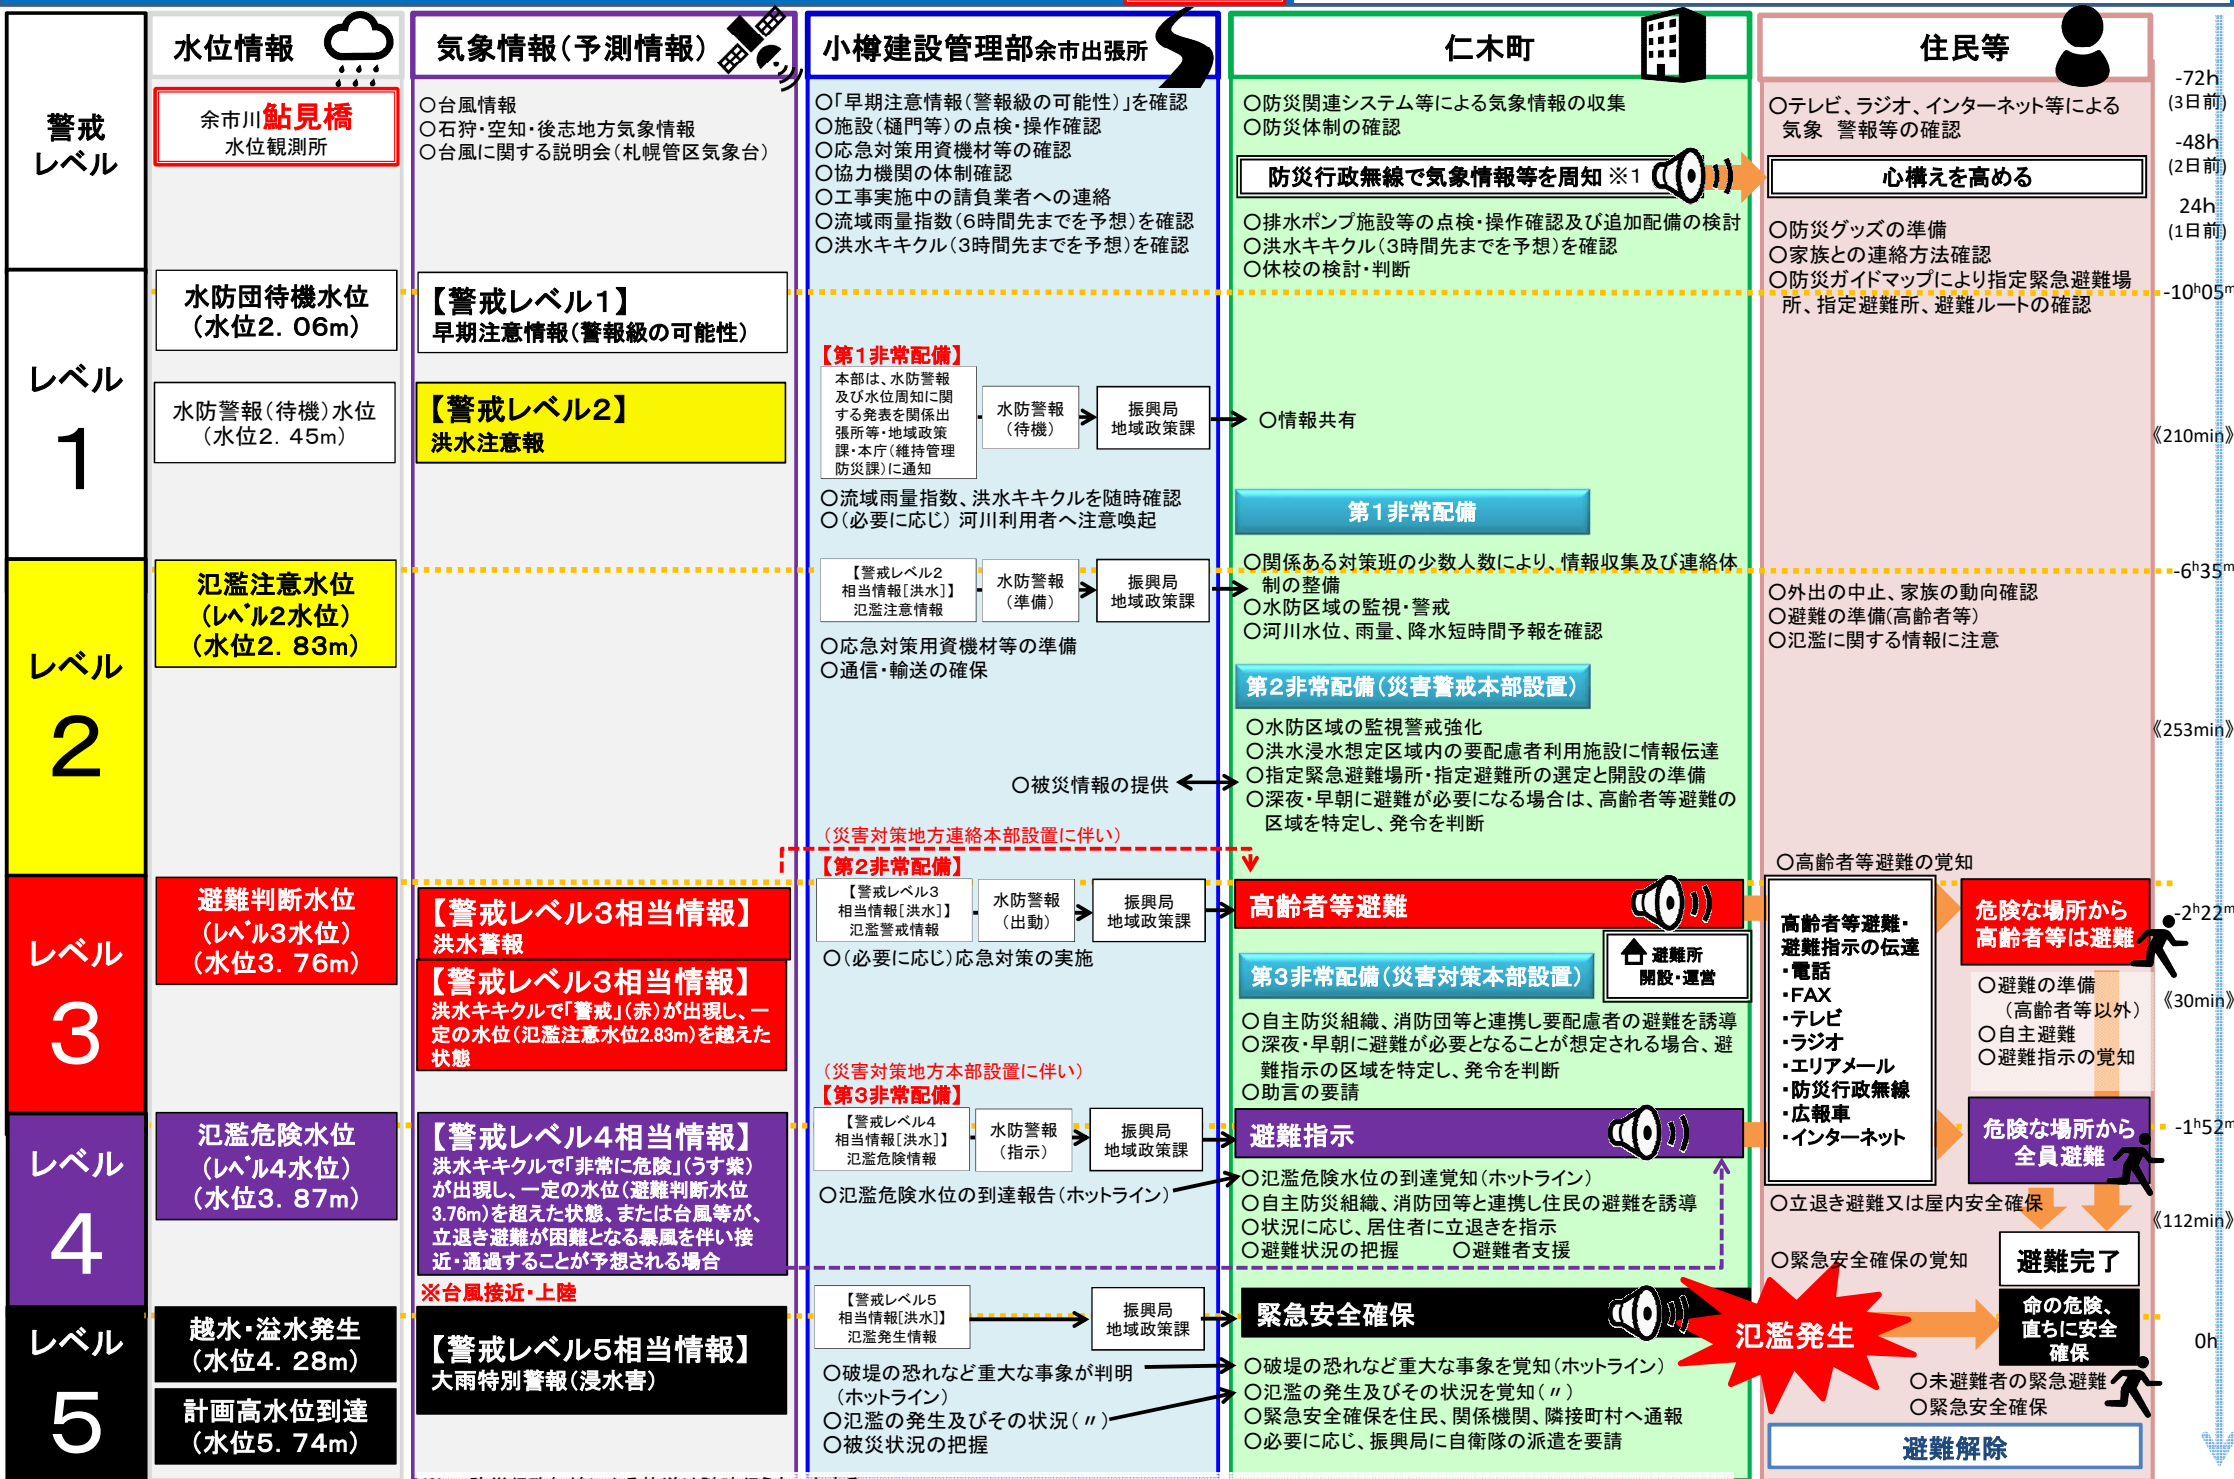 警戒
レベル
水位情報
余市川鮎見橋
水位観測所
気象情報(予測情報)
○台風情報
○石狩・空知・後志地方気象情報
○台風に関する説明会(札幌管区気象台)
小樽建設管理部余市出張所
○「早期注意情報(警報級の可能性)」を確認
○施設(樋門等)の点検・操作確認
○応急対策用資機材等の確認
○協力機関の体制確認
○工事実施中の請負業者への連絡
○流域雨量指数(6時間先までを予想)を確認
○洪水キキクル(3時間先までを予想)を確認
仁木町
○防災関連システム等による気象情報の収集
○防災体制の確認
防災行政無線で気象情報等を周知 ※1
○排水ポンプ施設等の点検・操作確認及び追加配備の検討
○洪水キキクル(3時間先までを予想)を確認
○休校の検討・判断
住民等
○テレビ、ラジオ、インターネット等による
気象 警報等の確認
心構えを高める
○防災グッズの準備
○家族との連絡方法確認
○防災ガイドマップにより指定緊急避難場
所、指定避難所、避難ルートの確認
-72h
(3日前)
-48h
(2日前)
24h
(1日前)
-10h05m
レベル
1
水防団待機水位
(水位2. 06m)
水防警報(待機)水位
(水位2. 45m)
【警戒レベル1】
早期注意情報(警報級の可能性)
【警戒レベル2】
洪水注意報
【第1非常配備】
本部は、水防警報
及び水位周知に関
する発表を関係出
張所等・地域政策
課・本庁(維持管理
防災課)に通知
水防警報
(待機)
振興局
地域政策課
○流域雨量指数、洪水キキクルを随時確認
○(必要に応じ) 河川利用者へ注意喚起
○情報共有
第1非常配備
《210min》
レベル
2
氾濫注意水位
(レベル2水位)
(水位2. 83m)
【警戒レベル2
相当情報[洪水]】
氾濫注意情報
水防警報
(準備)
振興局
地域政策課
○応急対策用資機材等の準備
○通信・輸送の確保
○被災情報の提供
○関係ある対策班の少数人数により、情報収集及び連絡体
制の整備
○水防区域の監視・警戒
○河川水位、雨量、降水短時間予報を確認
第2非常配備(災害警戒本部設置)
○水防区域の監視警戒強化
○洪水浸水想定区域内の要配慮者利用施設に情報伝達
○指定緊急避難場所・指定避難所の選定と開設の準備
○深夜・早朝に避難が必要になる場合は、高齢者等避難の
区域を特定し、発令を判断
○外出の中止、家族の動向確認
○避難の準備(高齢者等)
○氾濫に関する情報に注意
-6h35m
《253min》
レベル
3
避難判断水位
(レベル3水位)
(水位3. 76m)
【警戒レベル3相当情報】
洪水警報
【警戒レベル3相当情報】
洪水キキクルで「警戒」(赤)が出現し、一
定の水位(氾濫注意水位2.83m)を越えた
状態
(災害対策地方連絡本部設置に伴い)
【第2非常配備】
【警戒レベル3
相当情報[洪水]】
氾濫警戒情報
水防警報
(出動)
振興局
地域政策課
○(必要に応じ)応急対策の実施
高齢者等避難
第3非常配備(災害対策本部設置)
避難所
開設・運営
○自主防災組織、消防団等と連携し要配慮者の避難を誘導
○深夜・早朝に避難が必要となることが想定される場合、避
難指示の区域を特定し、発令を判断
○助言の要請
○高齢者等避難の覚知
高齢者等避難・
避難指示の伝達
・電話
・FAX
・テレビ
・ラジオ
・エリアメール
・防災行政無線
・広報車
・インターネット
危険な場所から
高齢者等は避難
○避難の準備
(高齢者等以外)
○自主避難
○避難指示の覚知
-2h22m
《30min》
レベル
4
氾濫危険水位
(レベル4水位)
(水位3. 87m)
【警戒レベル4相当情報】
洪水キキクルで「非常に危険」(うす紫)
が出現し、一定の水位(避難判断水位
3.76m)を超えた状態、または台風等が、
立退き避難が困難となる暴風を伴い接
近・通過することが予想される場合
※台風接近・上陸
(災害対策地方本部設置に伴い)
【第3非常配備】
【警戒レベル4
相当情報[洪水]】
氾濫危険情報
水防警報
(指示)
振興局
地域政策課
○氾濫危険水位の到達報告(ホットライン)
避難指示
○氾濫危険水位の到達覚知(ホットライン)
○自主防災組織、消防団等と連携し住民の避難を誘導
○状況に応じ、居住者に立退きを指示
○避難状況の把握 ○避難者支援
危険な場所から
全員避難
○立退き避難又は屋内安全確保
○緊急安全確保の覚知
避難完了
-1h52m
《112min》
レベル
5
越水・溢水発生
(水位4. 28m)
計画高水位到達
(水位5. 74m)
【警戒レベル5相当情報】
大雨特別警報(浸水害)
【警戒レベル5
相当情報[洪水]】
氾濫発生情報
振興局
地域政策課
○破堤の恐れなど重大な事象が判明
(ホットライン)
○氾濫の発生及びその状況(〃)
○被災状況の把握
緊急安全確保
○破堤の恐れなど重大な事象を覚知(ホットライン)
○氾濫の発生及びその状況を覚知(〃)
○緊急安全確保を住民、関係機関、隣接町村へ通報
○必要に応じ、振興局に自衛隊の派遣を要請
氾濫発生
命の危険、
直ちに安全
確保
○未避難者の緊急避難
○緊急安全確保
避難解除
0h